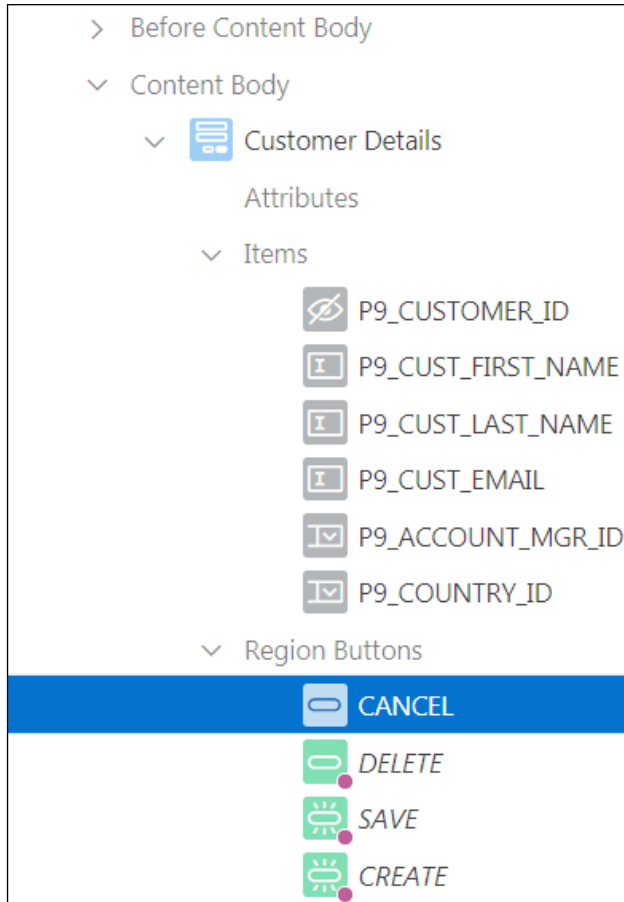 Before Content Body
Content Body
Customer Details
Attributes
Items
P9_CUSTOMER_ID
P9_CUST_FIRST_NAME
P9_CUST_LAST_NAME
P9_CUST_EMAIL
P9_ACCOUNT_MGR_ID
P9_COUNTRY_ID
Region Buttons
CANCEL
DELETE
SAVE
CREATE